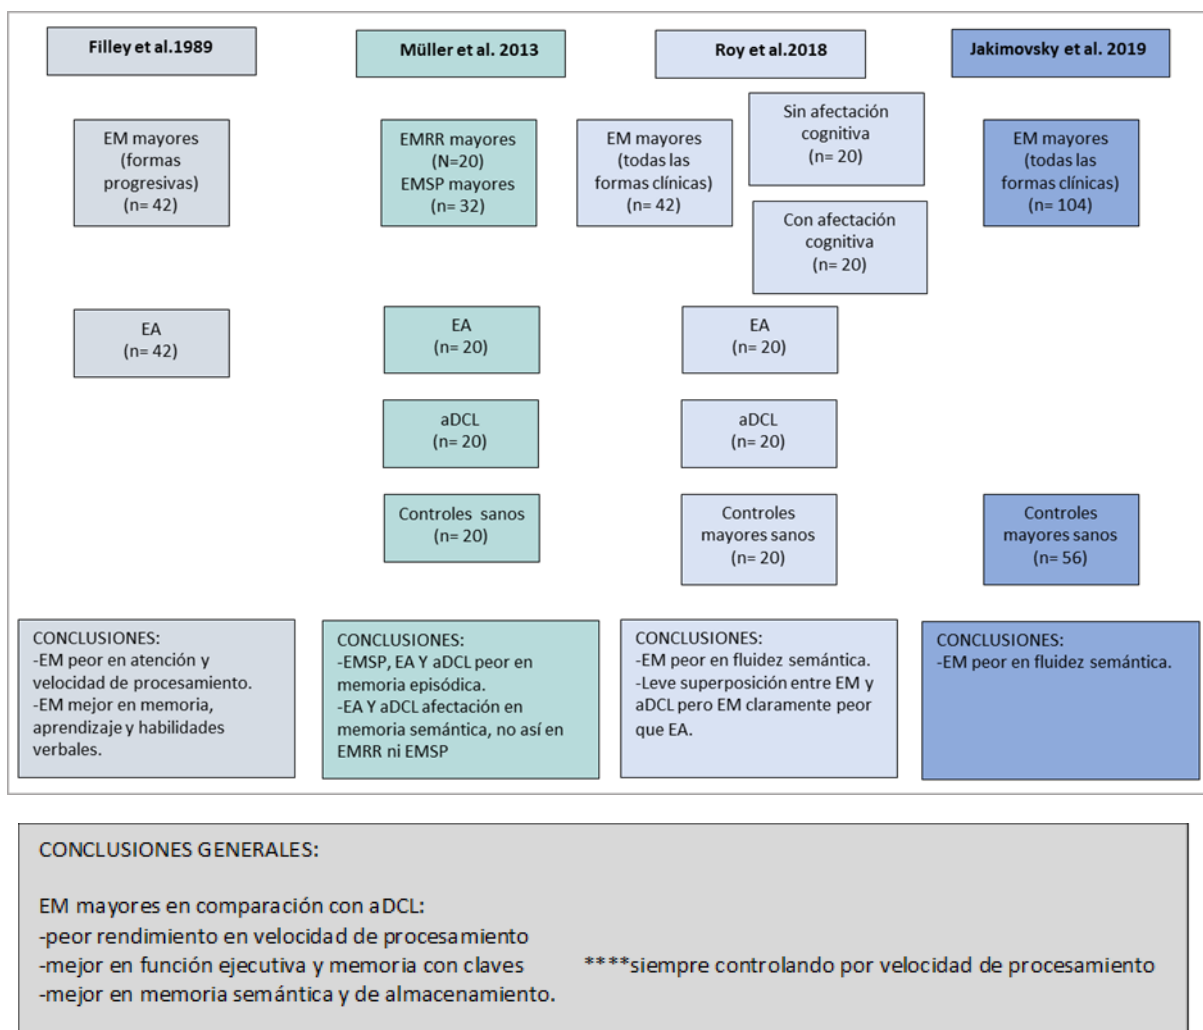 Filley et al.1989
Müller et al. 2013
Roy et al.2018
Jakimovsky et al. 2019
EM mayores
(formas
progresivas)
(n= 42)
EMRR mayores
(N=20)
EMSP mayores
(n= 32)
EM mayores
(todas las
formas clínicas)
(n= 42)
Sin afectación
cognitiva
(n= 20)
Con afectación
cognitiva
(n= 20)
EM mayores
(todas las
formas clínicas)
(n= 104)
EA
(n= 42)
EA
(n= 20)
EA
(n= 20)
aDCL
(n= 20)
aDCL
(n= 20)
Controles sanos
(n= 20)
Controles
mayores sanos
(n= 20)
Controles
mayores sanos
(n= 56)
CONCLUSIONES:
-EM peor en atención y
velocidad de procesamiento.
-EM mejor en memoria,
aprendizaje y habilidades
verbales.
CONCLUSIONES:
-EMSP, EA Y aDCL peor en
memoria episódica.
-EA Y aDCL afectación en
memoria semántica, no así en
EMRR ni EMSP
CONCLUSIONES:
-EM peor en fluidez semántica.
-Leve superposición entre EM y
aDCL pero EM claramente peor
que EA.
CONCLUSIONES:
-EM peor en fluidez semántica.
CONCLUSIONES GENERALES:
EM mayores en comparación con aDCL:
-peor rendimiento en velocidad de procesamiento
-mejor en función ejecutiva y memoria con claves ****siempre controlando por velocidad de procesamiento
-mejor en memoria semántica y de almacenamiento.